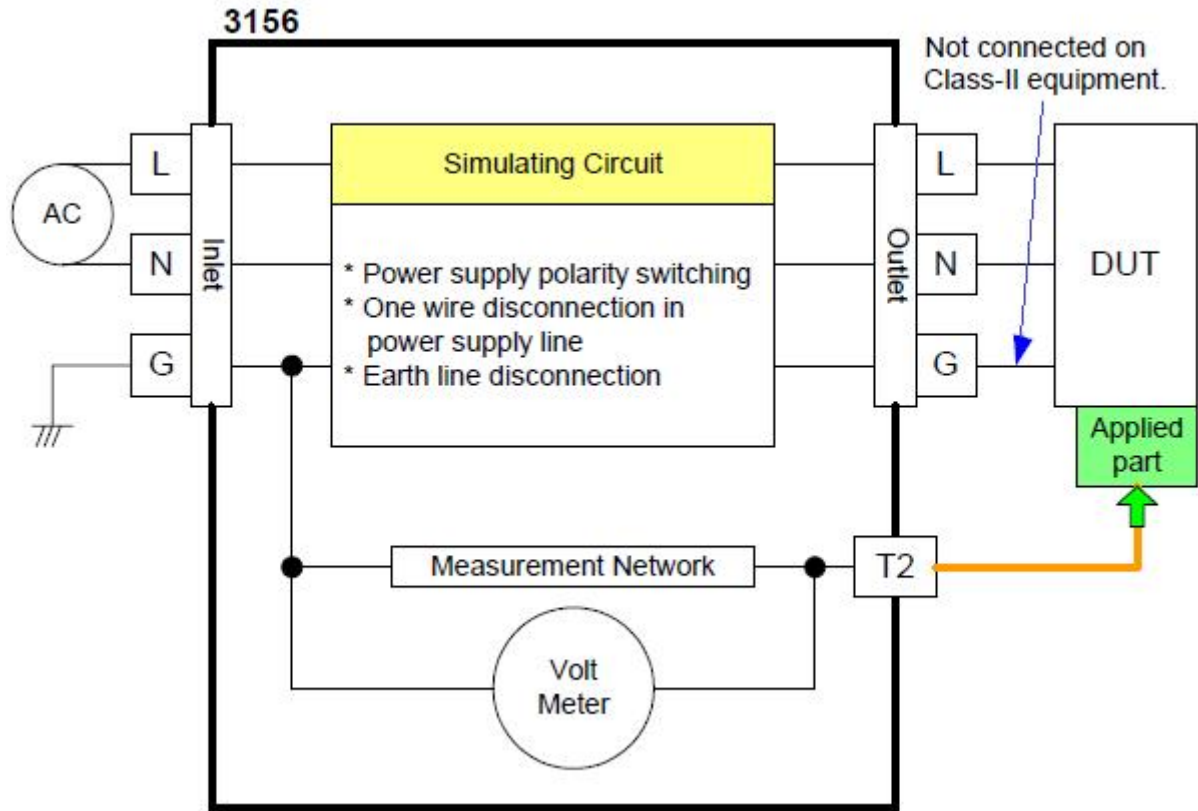 3156
Not connected on
Class-II equipment.
L
Simulating Circuit
L
AC
Inlet
Outlet
N
* Power supply polarity switching
N
DUT
* One wire disconnection in
power supply line
G
* Earth line disconnection
G
Applied
part
Measurement Network
T2
Volt
Meter